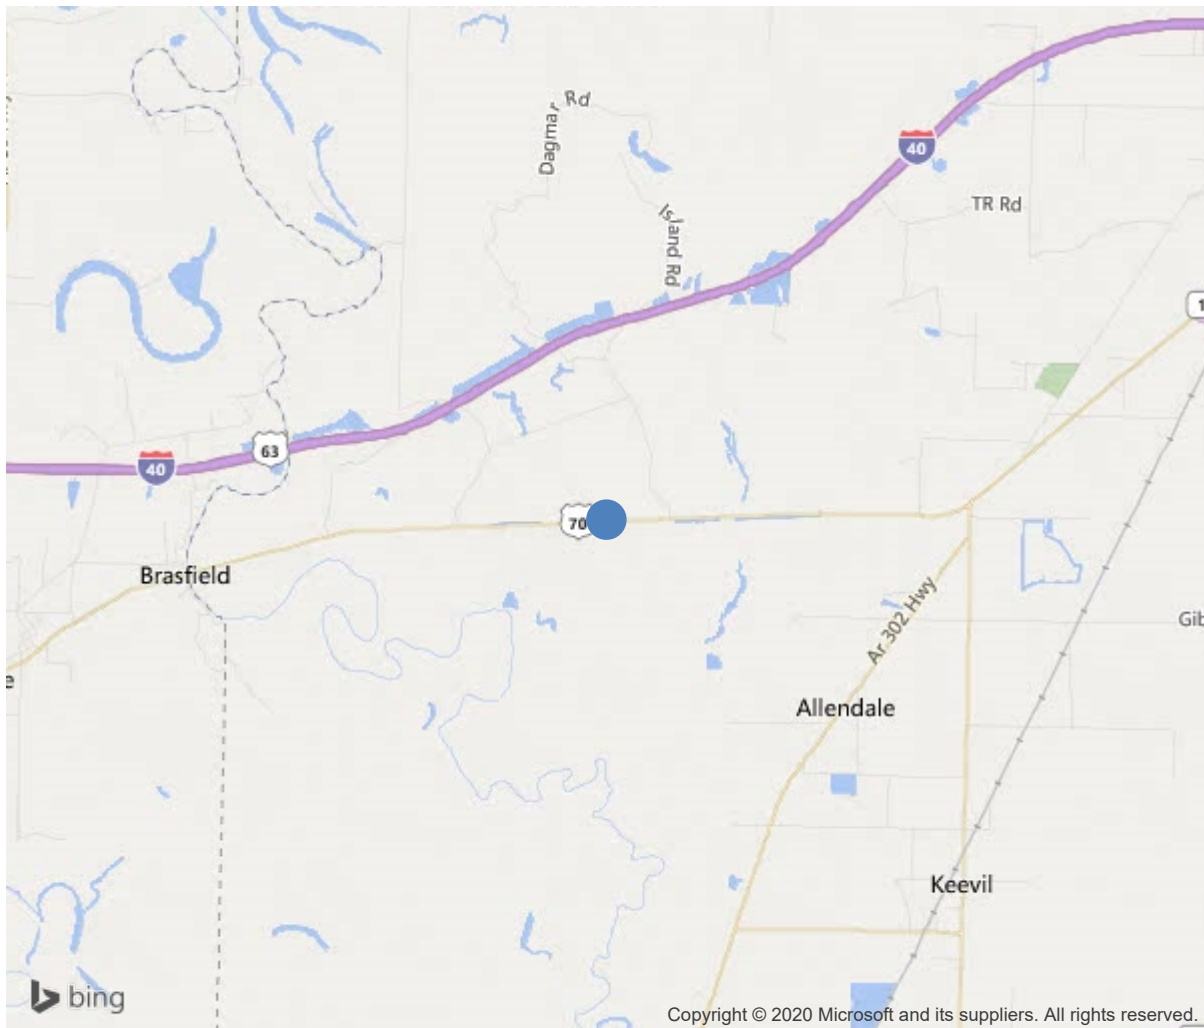 Dagmar Rd
40
TR Rd
Island Rd
1
63
40
70
Brasfield
Gib
Ar 302 Hwy
e
Allendale
Keevil
bing
Copyright © 2020 Microsoft and its suppliers. All rights reserved.